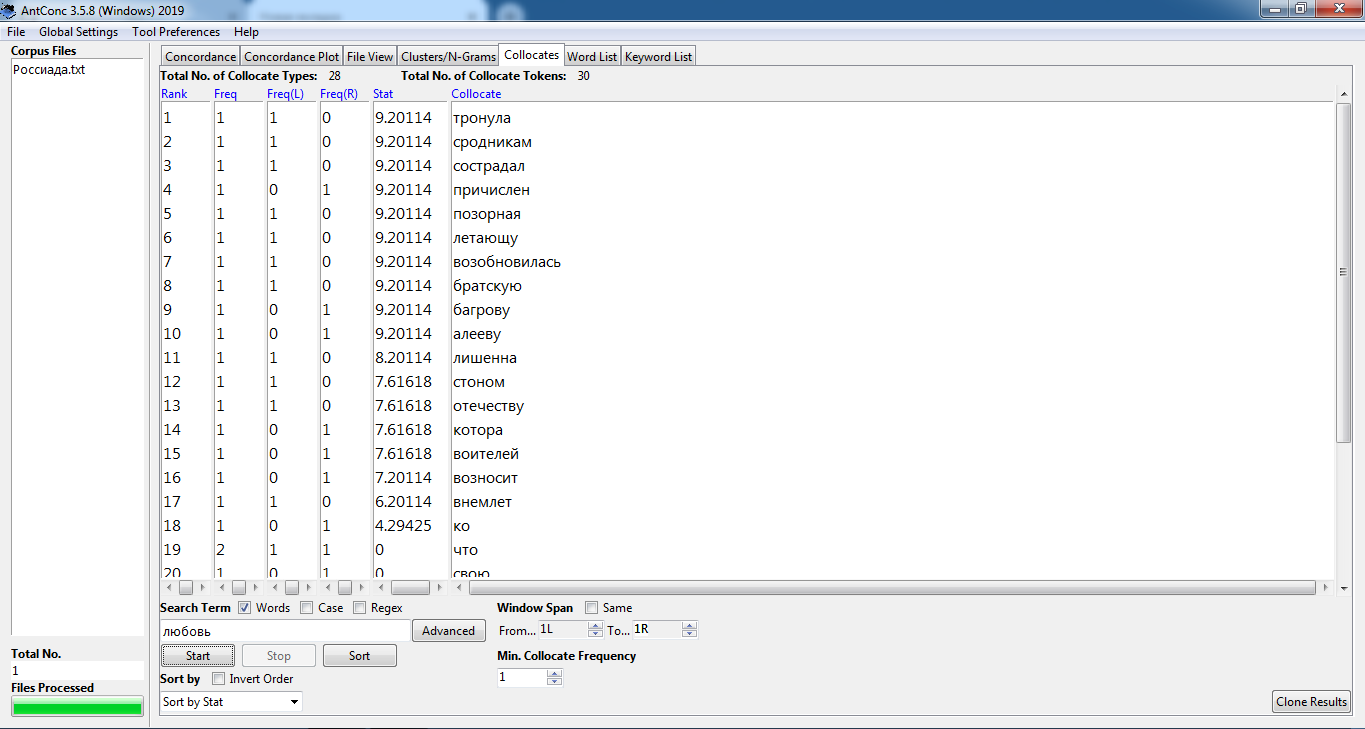 AntConc 3.5.8 (Windows) 2019
File Global Settings Tool Preferences Help
Corpus Files
Россиада.txt
Concordance Concordance Plot File View Clusters/N-Grams Collocates Word List Keyword List
Total No. of Collocate Types: 28 Total No. of Collocate Tokens: 30
Rank Freq Freq(L) Freq(R) Stat Collocate
1 1 1 0 9.20114 тронула
2 1 1 0 9.20114 сродникам
3 1 1 0 9.20114 сострадал
4 1 0 1 9.20114 причислен
5 1 1 0 9.20114 позорная
6 1 1 0 9.20114 летающу
7 1 1 0 9.20114 возобновилась
8 1 1 0 9.20114 братскую
9 1 0 1 9.20114 багрову
10 1 0 1 9.20114 алееву
11 1 1 0 8.20114 лишенна
12 1 1 0 7.61618 стоном
13 1 1 0 7.61618 отечеству
14 1 0 1 7.61618 котора
15 1 0 1 7.61618 воителей
16 1 0 1 7.20114 возносит
17 1 1 0 6.20114 внемлет
18 1 0 1 4.29425 ко
19 2 1 1 0 что
20 1 0 1 0 свою
Search Term Words Case Regex
любовь Advanced
Start Stop Sort
Sort by Invert Order
Sort by Stat
Window Span Same
From... 1L To... 1R
Min. Collocate Frequency
1
Total No.
1
Files Processed
Clone Results